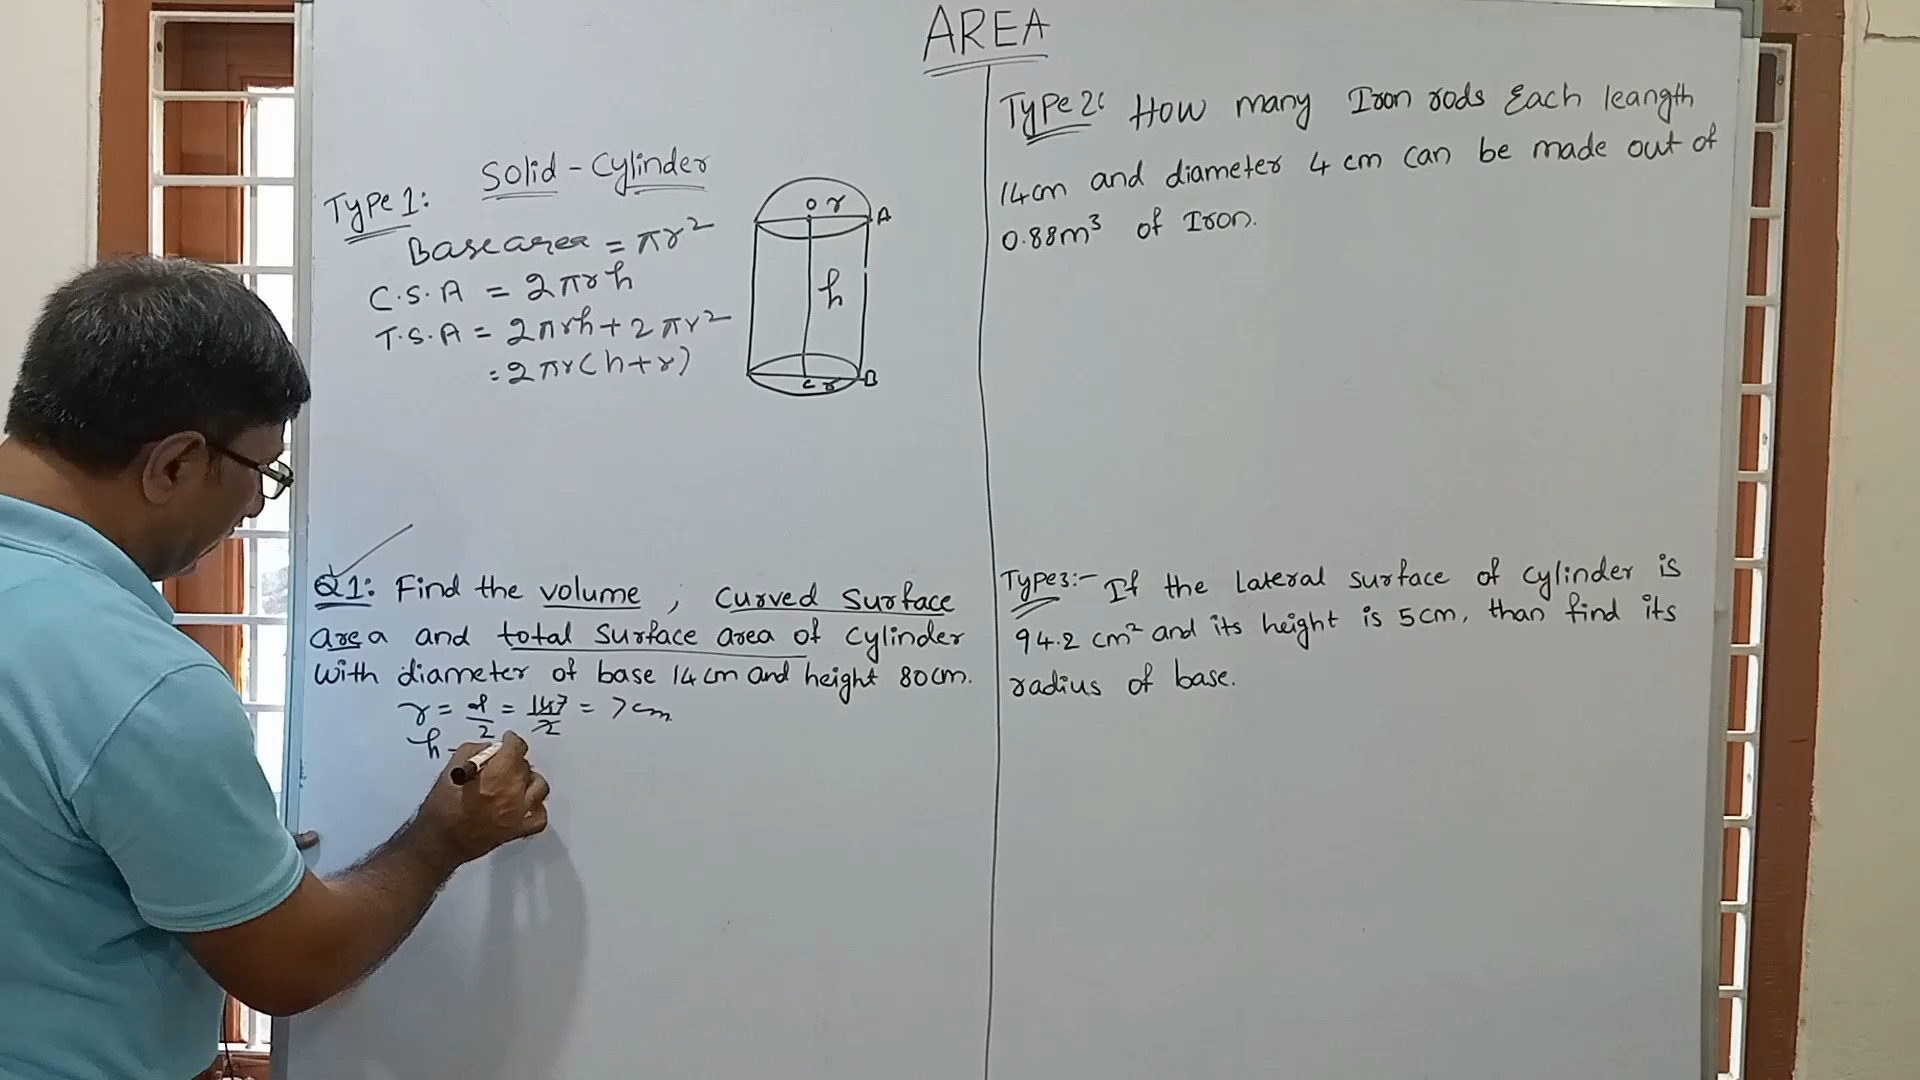 AREA
Type 1:
Solid - Cylinder
Base area = πr²
C.S.A = 2πrh
T.S.A = 2πrh + 2πr²
= 2πr(h+r)
O r A
h
C r B
Q1: Find the volume, curved surface
area and total surface area of cylinder
with diameter of base 14cm and height 80cm.
r = d/2 = 14/2 7 = 7cm
h -
Type 2: How many Iron rods Each leangth
14cm and diameter 4 cm can be made out of
0.88m³ of Iron.
Type3:- If the lateral surface of cylinder is
94.2 cm² and its height is 5cm, than find its
radius of base.